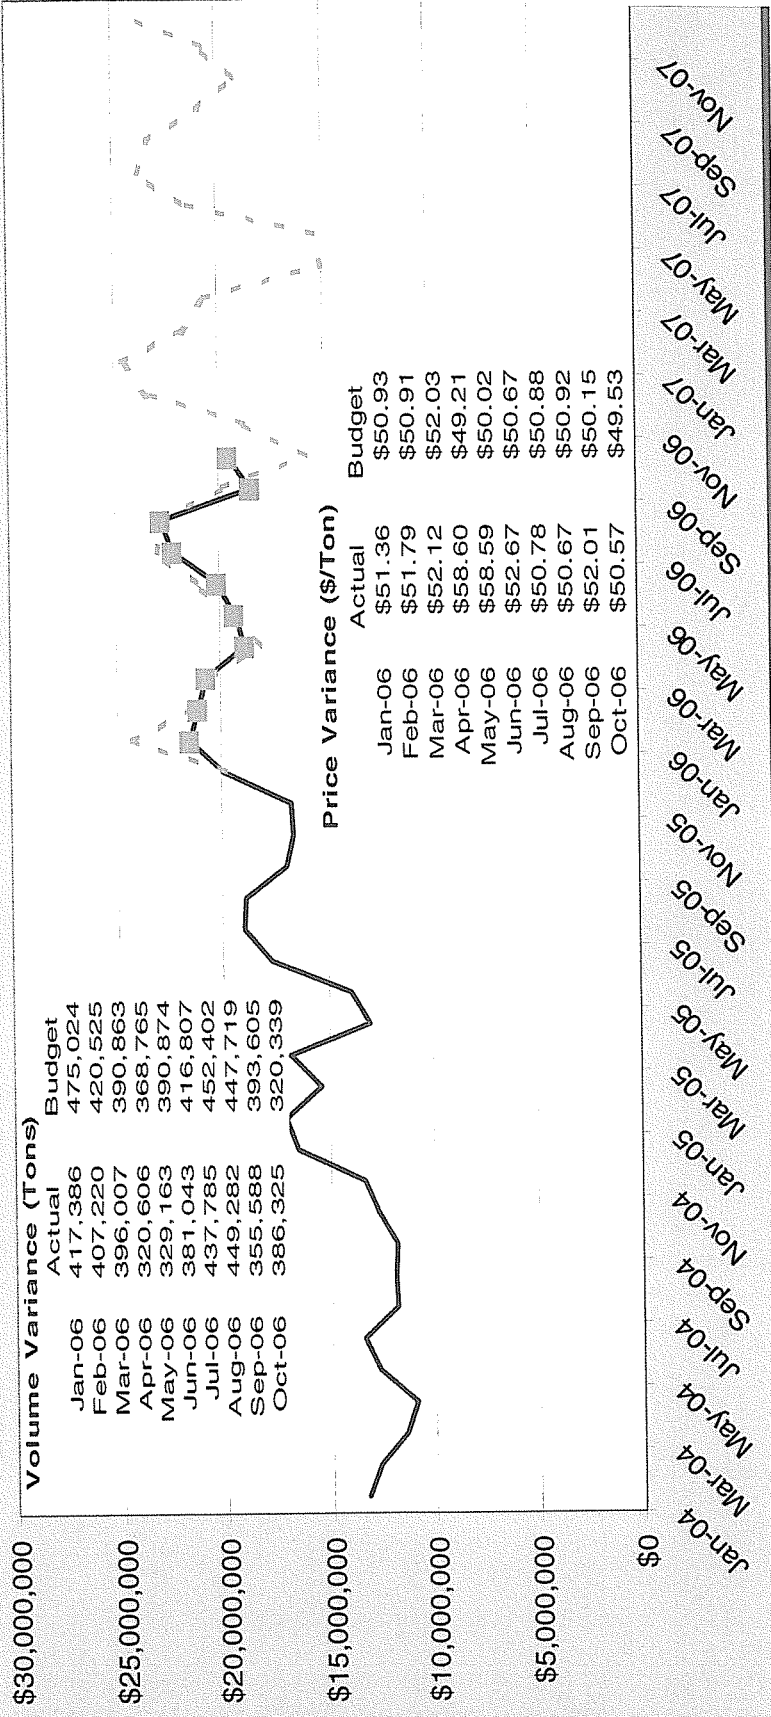 $30,000,000
$25,000,000
$20,000,000
$15,000,000
$10,000,000
$5,000,000
$0
Volume Variance (Tons)
Actual Budget
Jan-06 417,386 475,024
Feb-06 407,220 420,525
Mar-06 396,007 390,863
Apr-06 320,606 368,765
May-06 329,163 390,874
Jun-06 381,043 416,807
Jul-06 437,785 452,402
Aug-06 449,282 447,719
Sep-06 355,588 393,605
Oct-06 386,325 320,339
Price Variance ($/Ton)
Actual Budget
Jan-06 $51.36 $50.93
Feb-06 $51.79 $50.91
Mar-06 $52.12 $52.03
Apr-06 $58.60 $49.21
May-06 $58.59 $50.02
Jun-06 $52.67 $50.67
Jul-06 $50.78 $50.88
Aug-06 $50.67 $50.92
Sep-06 $52.01 $50.15
Oct-06 $50.57 $49.53
Jan-04 Mar-04 May-04 Jul-04 Sep-04 Nov-04 Jan-05 Mar-05 May-05 Jul-05 Sep-05 Nov-05 Jan-06 Mar-06 May-06 Jul-06 Sep-06 Nov-06 Jan-07 Mar-07 May-07 Jul-07 Sep-07 Nov-07